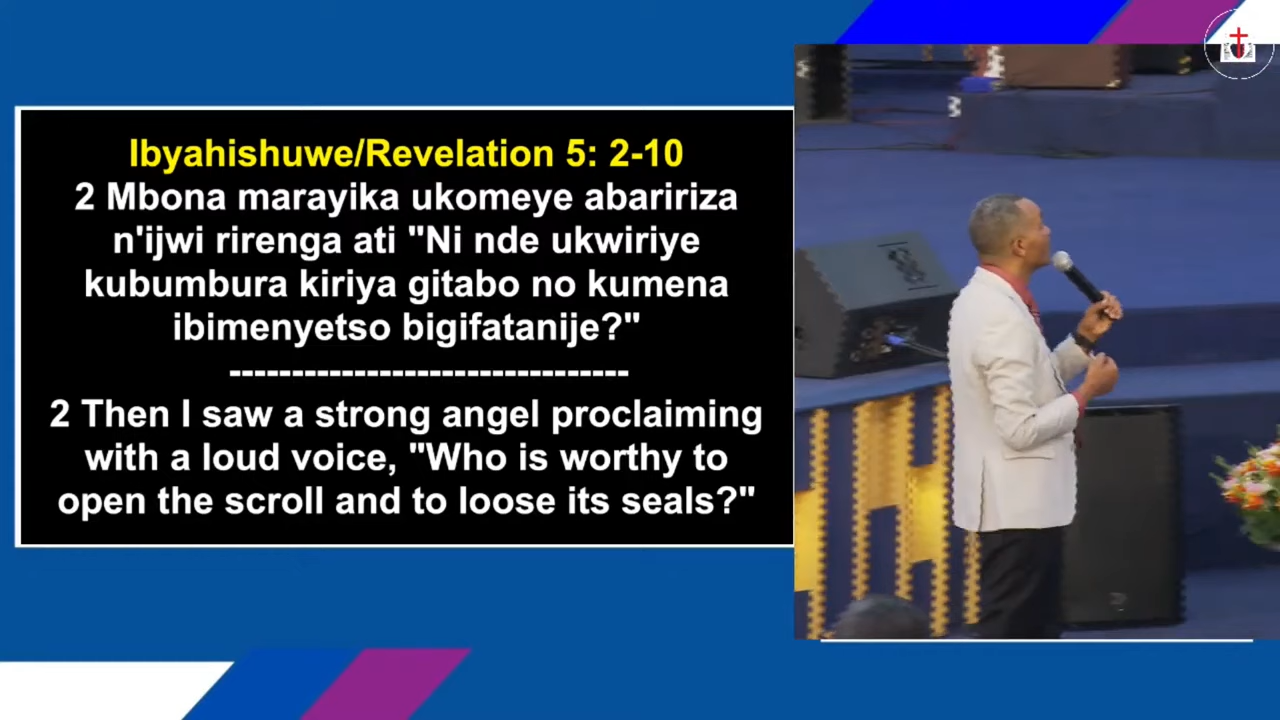 Ibyahishuwe/Revelation 5: 2-10
2 Mbona marayika ukomeye abaririza
n'ijwi rirenga ati "Ni nde ukwiriye
kubumbura kiriya gitabo no kumena
ibimenyetso bigifatanije?"
--------------------------------
2 Then I saw a strong angel proclaiming
with a loud voice, "Who is worthy to
open the scroll and to loose its seals?"